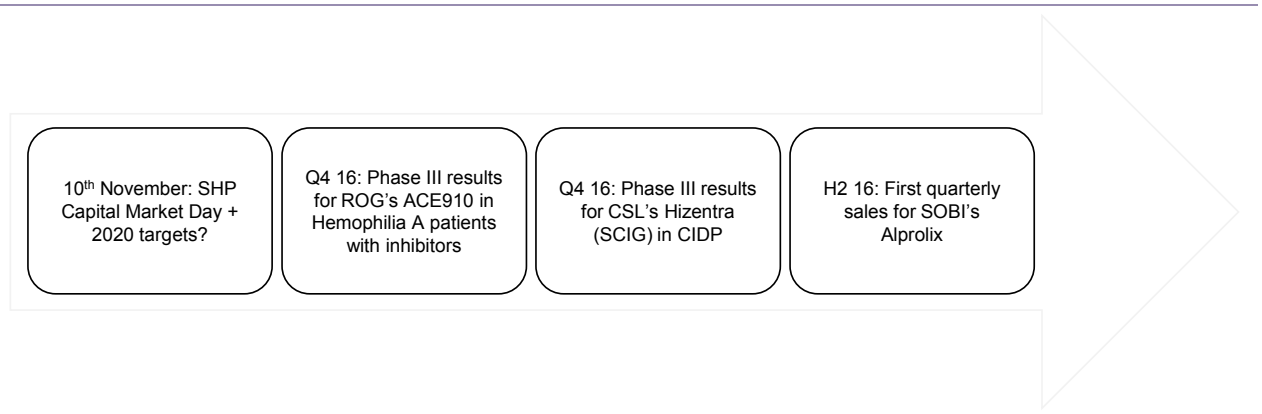 10th November: SHP
Capital Market Day +
2020 targets?
Q4 16: Phase III results
for ROG's ACE910 in
Hemophilia A patients
with inhibitors
Q4 16: Phase III results
for CSL's Hizentra
(SCIG) in CIDP
H2 16: First quarterly
sales for SOBI's
Alprolix